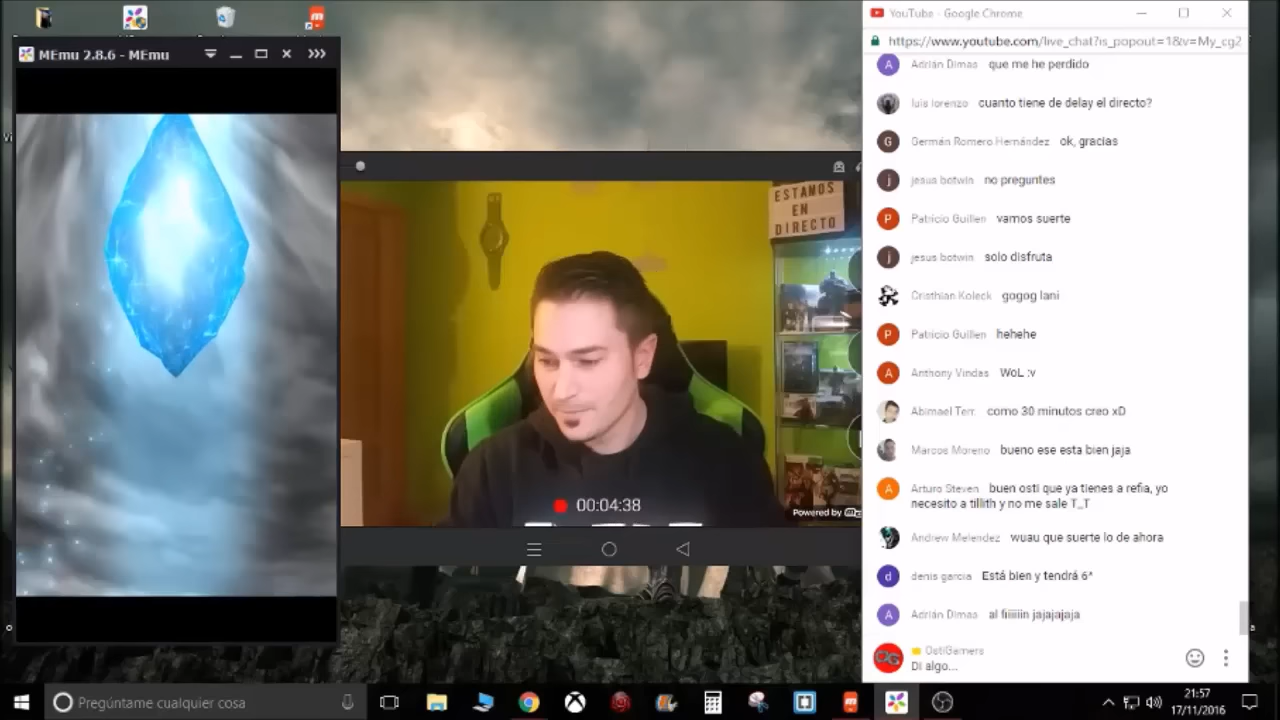 MEmu 2.8.6 - MEmu
YouTube - Google Chrome
https://www.youtube.com/live_chat?is_popout=1&v=My_cg2
Adrián Dimas que me he perdido
luis lorenzo cuanto tiene de delay el directo?
Germán Romero Hernández ok, gracias
jesus botwin no preguntes
Patricio Guillen vamos suerte
jesus botwin solo disfruta
Cristhian Koleck gogog lani
Patricio Guillen hehehe
Anthony Vindas WoL :v
Abimael Terr. como 30 minutos creo xD
Marcos Moreno bueno ese esta bien jaja
Arturo Steven buen osti que ya tienes a refia, yo
necesito a tillith y no me sale T_T
Andrew Melendez wuau que suerte lo de ahora
denis garcia Está bien y tendrá 6*
Adrián Dimas al fiiiiiin jajajajaja
OstiGamers
Di algo...
ESTAMOS
EN
DIRECTO
00:04:38
Powered by
Pregúntame cualquier cosa
21:57
17/11/2016